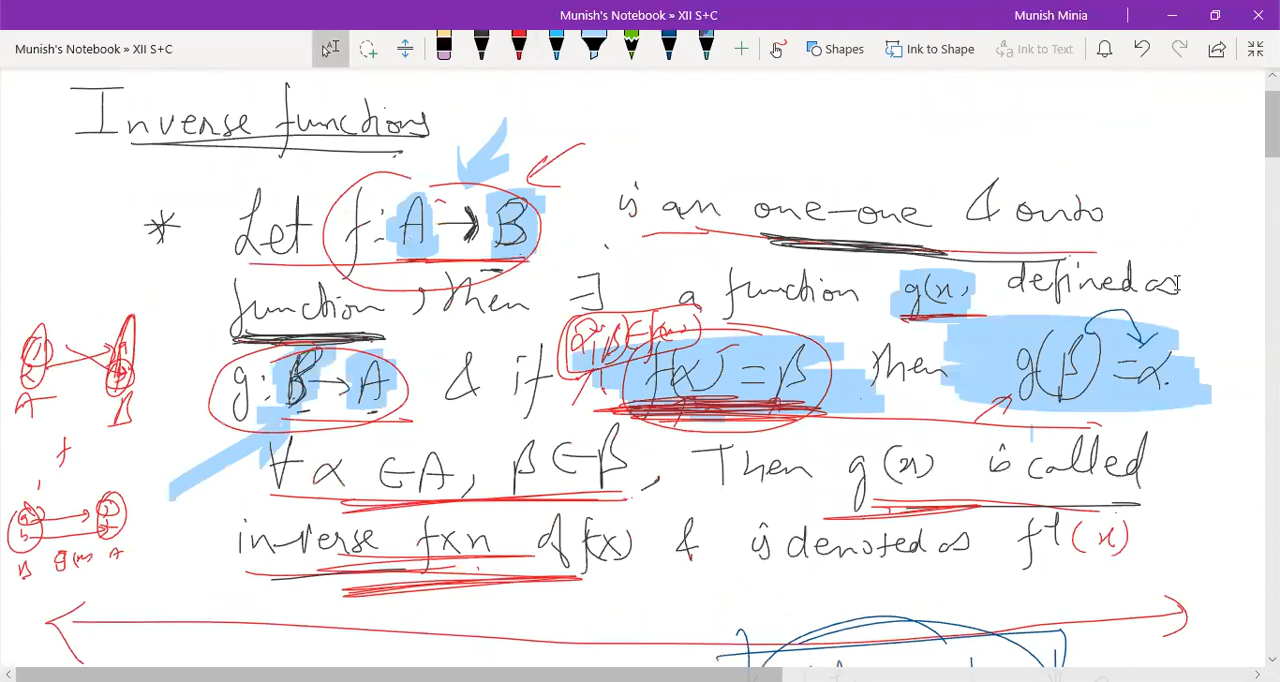 Munish's Notebook » XII S+C
Munish Minia
Munish's Notebook » XII S+C
Shapes
Ink to Shape
Ink to Text
Inverse functions
* Let f: A → B is an one-one & onto
function, then ∃ a function g(x) defined as
α, β ∈ f(x)
g: B → A & if f(α) = β then g(β) = α.
∀ α ∈ A, β ∈ β, Then g(x) is called
inverse fxn of f(x) & is denoted as f⁻¹(x)
A B
f
a
b
B g(x) A